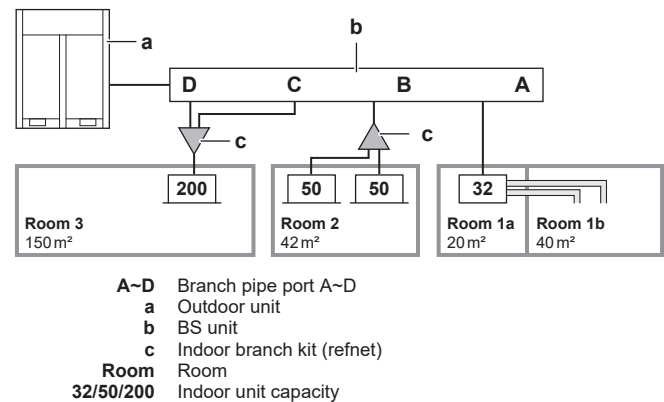 a
b
D C B A
c
c
200
50 50
32
Room 3
150 m²
Room 2
42 m²
Room 1a
20 m²
Room 1b
40 m²
A~D Branch pipe port A~D
a Outdoor unit
b BS unit
c Indoor branch kit (refnet)
Room Room
32/50/200 Indoor unit capacity